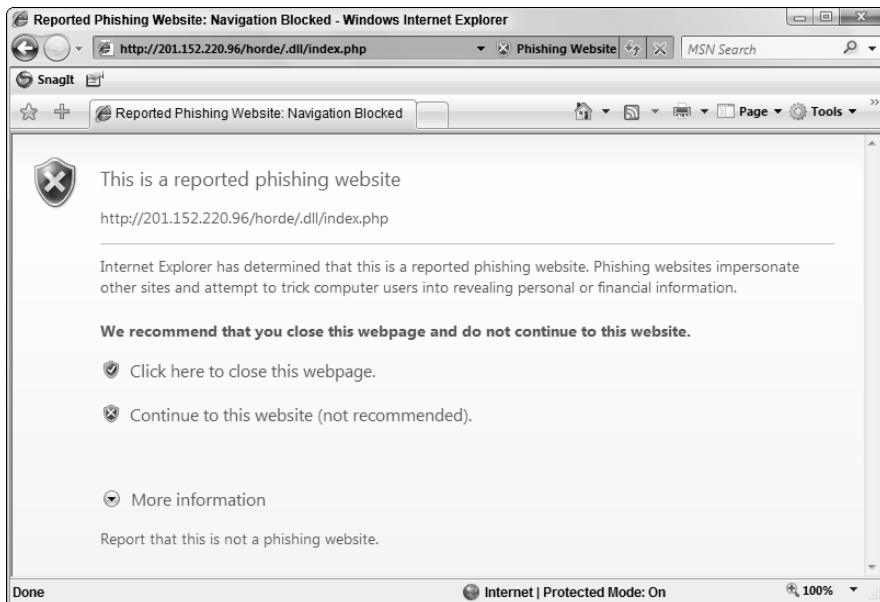 Reported Phishing Website: Navigation Blocked - Windows Internet Explorer
http://201.152.220.96/horde/.dll/index.php Phishing Website MSN Search
SnagIt
Reported Phishing Website: Navigation Blocked Page Tools »
This is a reported phishing website
http://201.152.220.96/horde/.dll/index.php
Internet Explorer has determined that this is a reported phishing website. Phishing websites impersonate
other sites and attempt to trick computer users into revealing personal or financial information.
We recommend that you close this webpage and do not continue to this website.
Click here to close this webpage.
Continue to this website (not recommended).
More information
Report that this is not a phishing website.
Done Internet | Protected Mode: On 100%